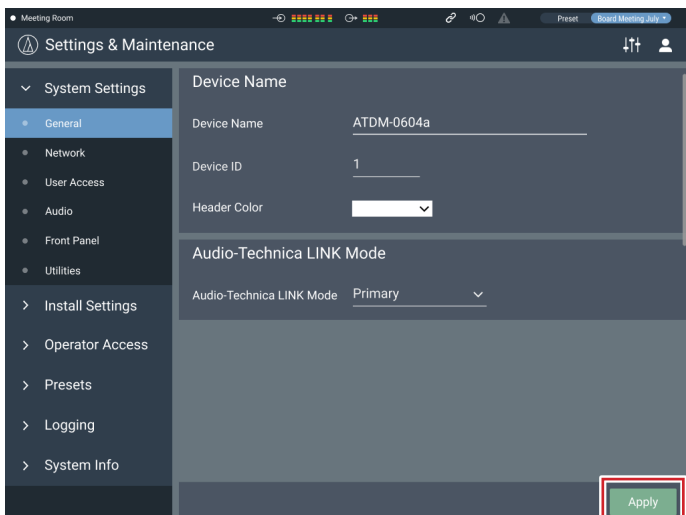 Meeting Room
Preset
Board Meeting July
Settings & Maintenance
System Settings
General
Network
User Access
Audio
Front Panel
Utilities
Install Settings
Operator Access
Presets
Logging
System Info
Device Name
Device Name ATDM-0604a
Device ID 1
Header Color
Audio-Technica LINK Mode
Audio-Technica LINK Mode Primary
Apply